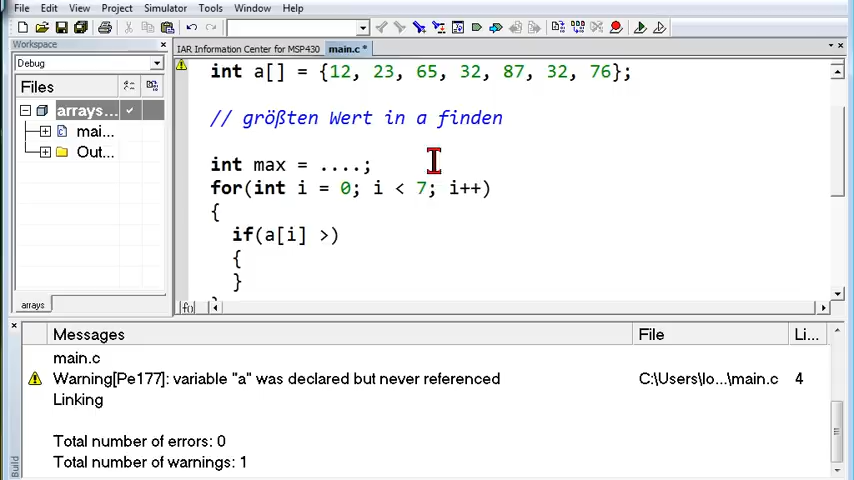 File Edit View Project Simulator Tools Window Help
Workspace
Debug
Files
arrays...
mai...
Out...
arrays
IAR Information Center for MSP430 main.c *
int a[] = {12, 23, 65, 32, 87, 32, 76};
// größten Wert in a finden
int max = ....;
for(int i = 0; i < 7; i++)
{
if(a[i] >)
{
}
f()
Messages File Li...
main.c
Warning[Pe177]: variable "a" was declared but never referenced C:\Users\lo...\main.c 4
Linking
Total number of errors: 0
Total number of warnings: 1
Build